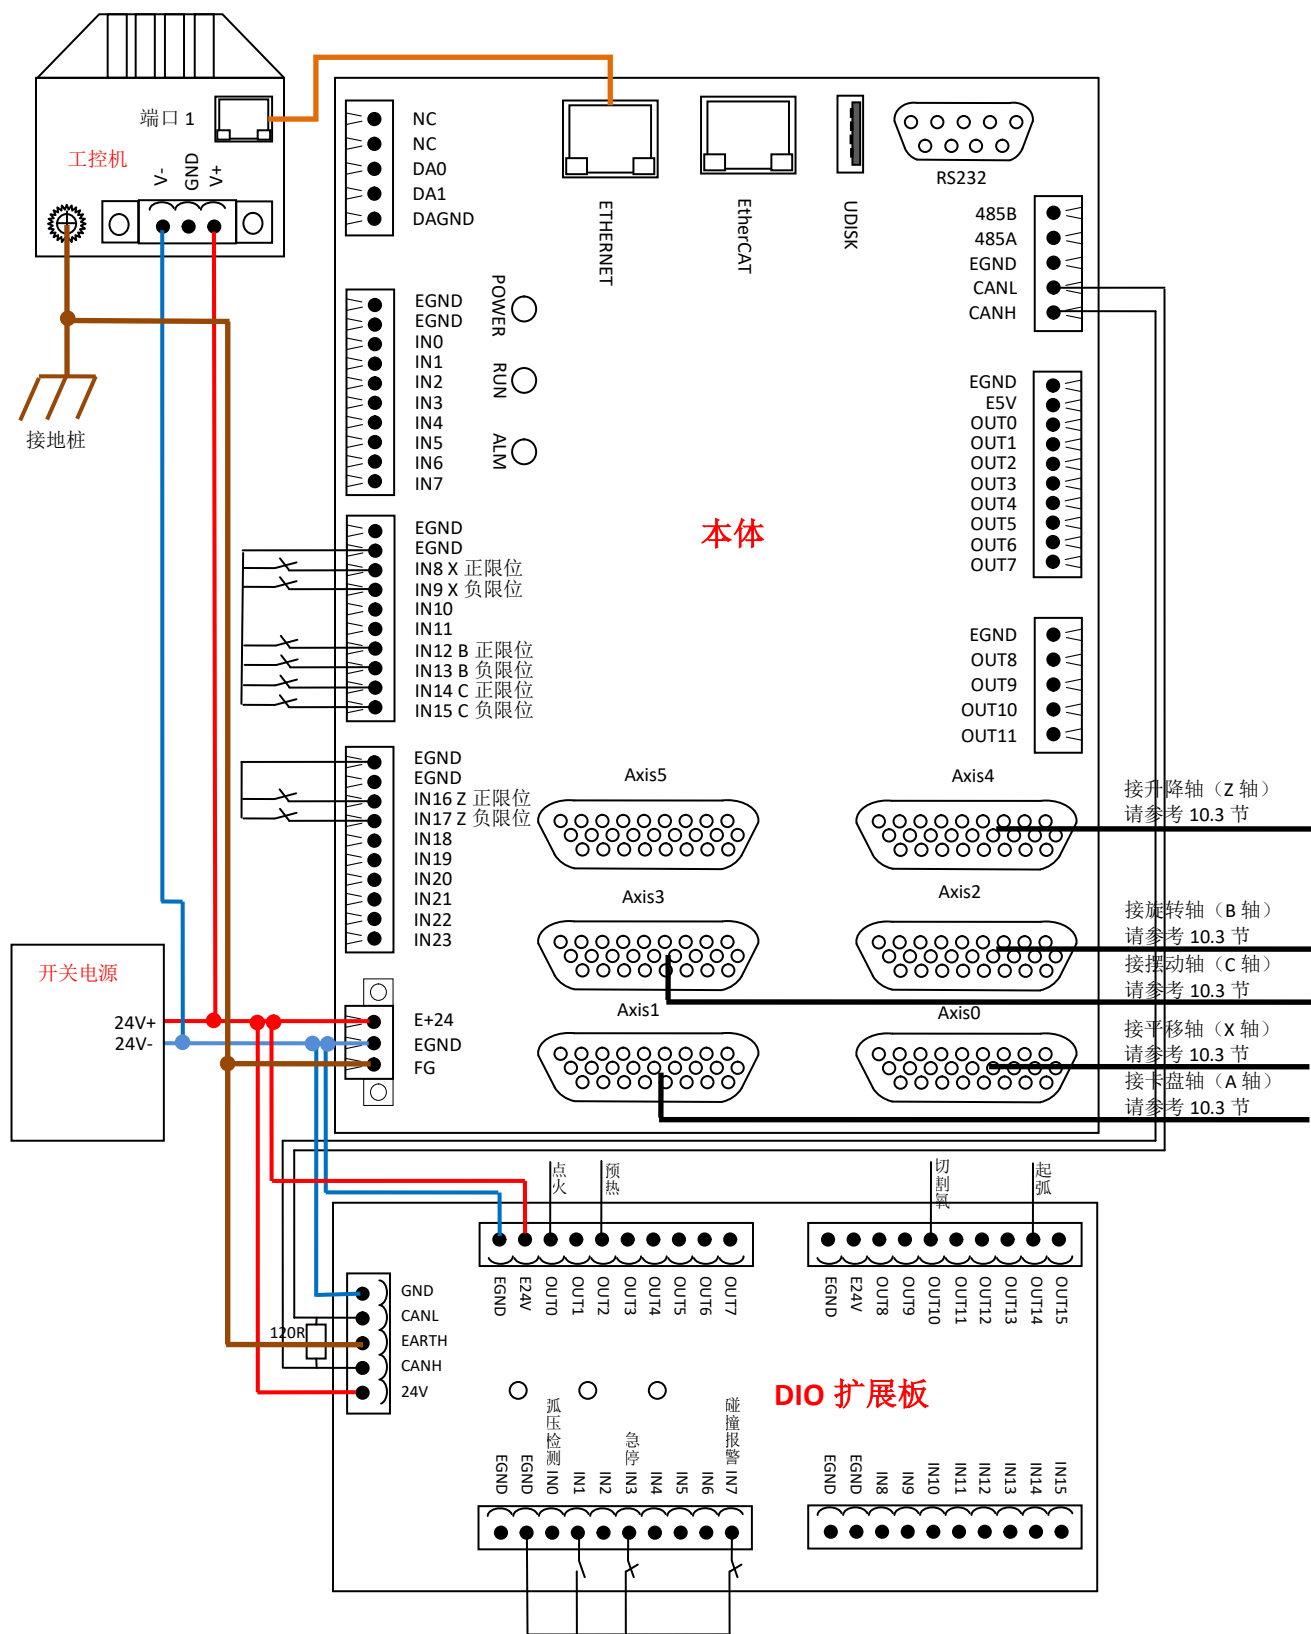 端口 1
工控机
V-
GND
V+
接地桩
NC
NC
DA0
DA1
DAGND
ETHERNET
EtherCAT
UDISK
RS232
485B
485A
EGND
CANL
CANH
EGND
EGND
IN0
IN1
IN2
IN3
IN4
IN5
IN6
IN7
POWER
RUN
ALM
EGND
E5V
OUT0
OUT1
OUT2
OUT3
OUT4
OUT5
OUT6
OUT7
本体
EGND
EGND
IN8 X 正限位
IN9 X 负限位
IN10
IN11
IN12 B 正限位
IN13 B 负限位
IN14 C 正限位
IN15 C 负限位
EGND
OUT8
OUT9
OUT10
OUT11
EGND
EGND
IN16 Z 正限位
IN17 Z 负限位
IN18
IN19
IN20
IN21
IN22
IN23
Axis5
Axis4
接升降轴（Z 轴）
请参考 10.3 节
Axis3
Axis2
接旋转轴（B 轴）
请参考 10.3 节
接摆动轴（C 轴）
请参考 10.3 节
Axis1
Axis0
接平移轴（X 轴）
请参考 10.3 节
接卡盘轴（A 轴）
请参考 10.3 节
开关电源
24V+
24V-
E+24
EGND
FG
点火
预热
切割氧
起弧
EGND
E24V
OUT0
OUT1
OUT2
OUT3
OUT4
OUT5
OUT6
OUT7
EGND
E24V
OUT8
OUT9
OUT10
OUT11
OUT12
OUT13
OUT14
OUT15
GND
CANL
EARTH
CANH
24V
120R
DIO 扩展板
弧压检测
急停
碰撞报警
EGND
EGND
IN0
IN1
IN2
IN3
IN4
IN5
IN6
IN7
EGND
EGND
IN8
IN9
IN10
IN11
IN12
IN13
IN14
IN15